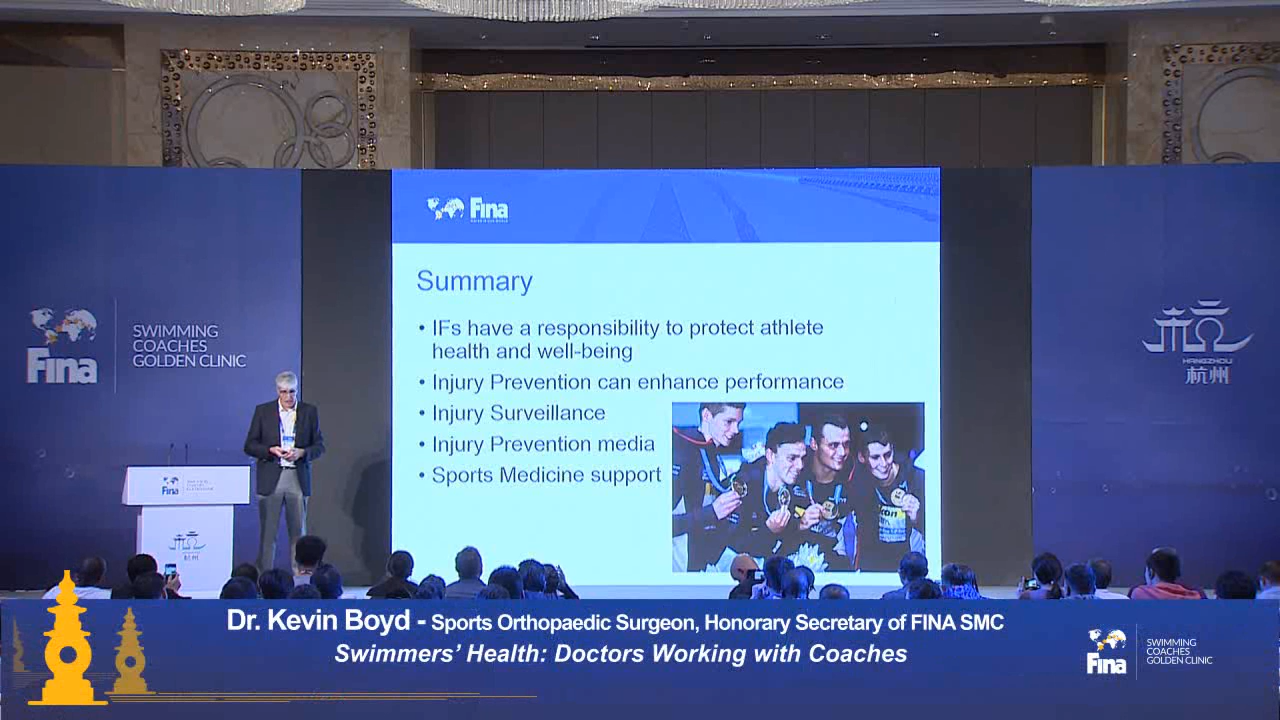 Fina
Summary
• IFs have a responsibility to protect athlete
health and well-being
• Injury Prevention can enhance performance
• Injury Surveillance
• Injury Prevention media
• Sports Medicine support
Fina
SWIMMING
COACHES
GOLDEN CLINIC
HANGZHOU
杭州
Fina
杭州
Dr. Kevin Boyd - Sports Orthopaedic Surgeon, Honorary Secretary of FINA SMC
Swimmers' Health: Doctors Working with Coaches
Fina
SWIMMING
COACHES
GOLDEN CLINIC